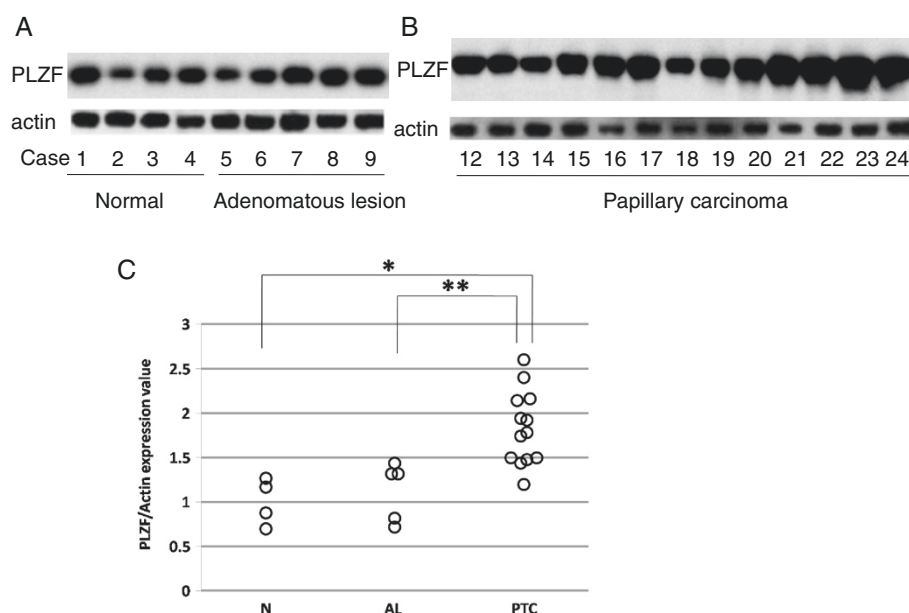 A
PLZF
actin
Case 1 2 3 4 5 6 7 8 9
Normal Adenomatous lesion
B
PLZF
actin
12 13 14 15 16 17 18 19 20 21 22 23 24
Papillary carcinoma
C
* 
**
PLZF/Actin expression value
3
2.5
2
1.5
1
0.5
0
N AL PTC